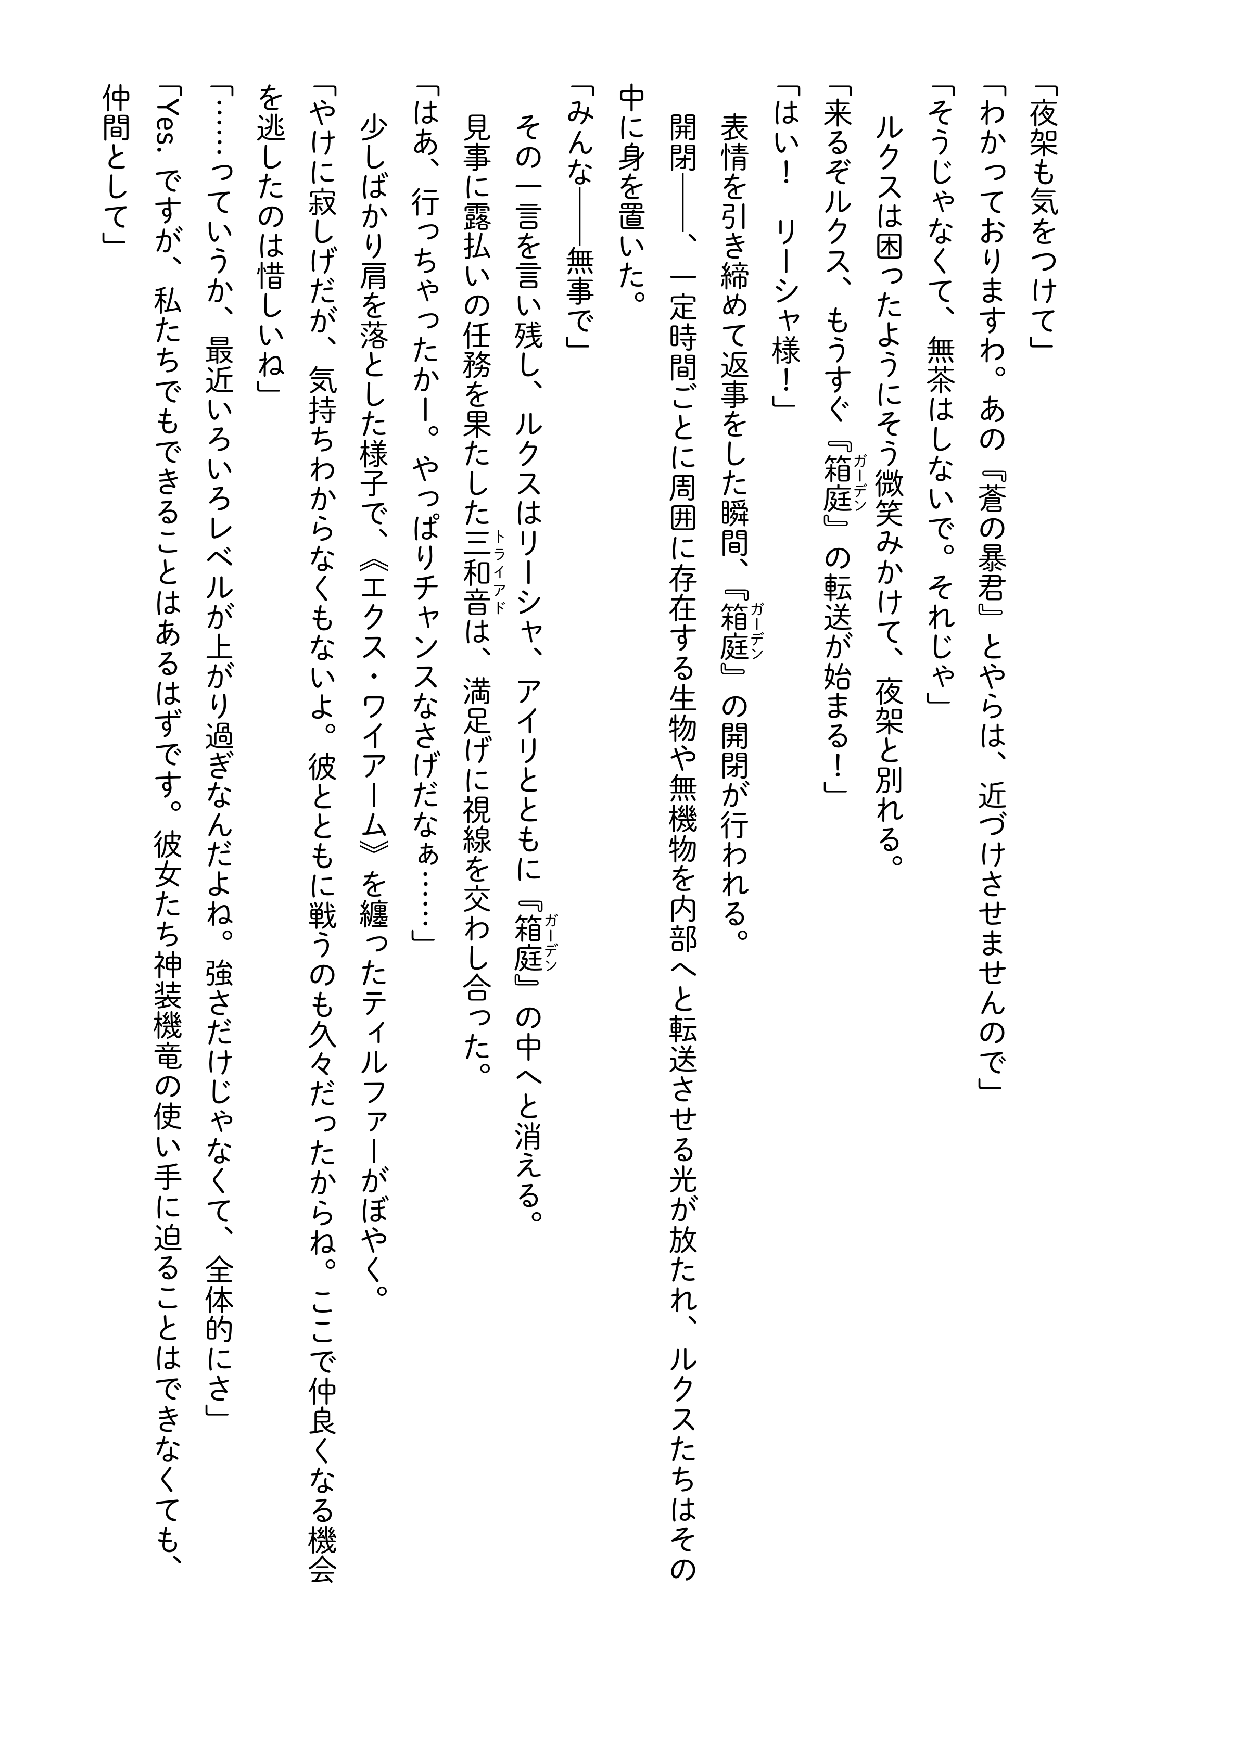 「夜架も気をつけて」
「わかっておりますわ。あの『蒼の暴君』とやらは、近づけさせませんので」
「そうじゃなくて、無茶はしないで。それじゃ」
　ルクスは困ったようにそう微笑みかけて、夜架と別れる。
「来るぞルクス、もうすぐ『箱庭』の転送が始まる！」
ガーデン
「はい！　リーシャ様！」
　表情を引き締めて返事をした瞬間、『箱庭』の開閉が行われる。
ガーデン
　開閉――、一定時間ごとに周囲に存在する生物や無機物を内部へと転送させる光が放たれ、ルクスたちはその
中に身を置いた。
「みんな――無事で」
　その一言を言い残し、ルクスはリーシャ、アイリとともに『箱庭』の中へと消える。
ガーデン
　見事に露払いの任務を果たした三和音は、満足げに視線を交わし合った。
トライアド
「はあ、行っちゃったかー。やっぱりチャンスなさげだなぁ……」
　少しばかり肩を落とした様子で、《エクス・ワイアーム》を纏ったティルファーがぼやく。
「やけに寂しげだが、気持ちわからなくもないよ。彼とともに戦うのも久々だったからね。ここで仲良くなる機会
を逃したのは惜しいね」
「……っていうか、最近いろいろレベルが上がり過ぎなんだよね。強さだけじゃなくて、全体的にさ」
「Yes. ですが、私たちでもできることはあるはずです。彼女たち神装機竜の使い手に迫ることはできなくても、
仲間として」